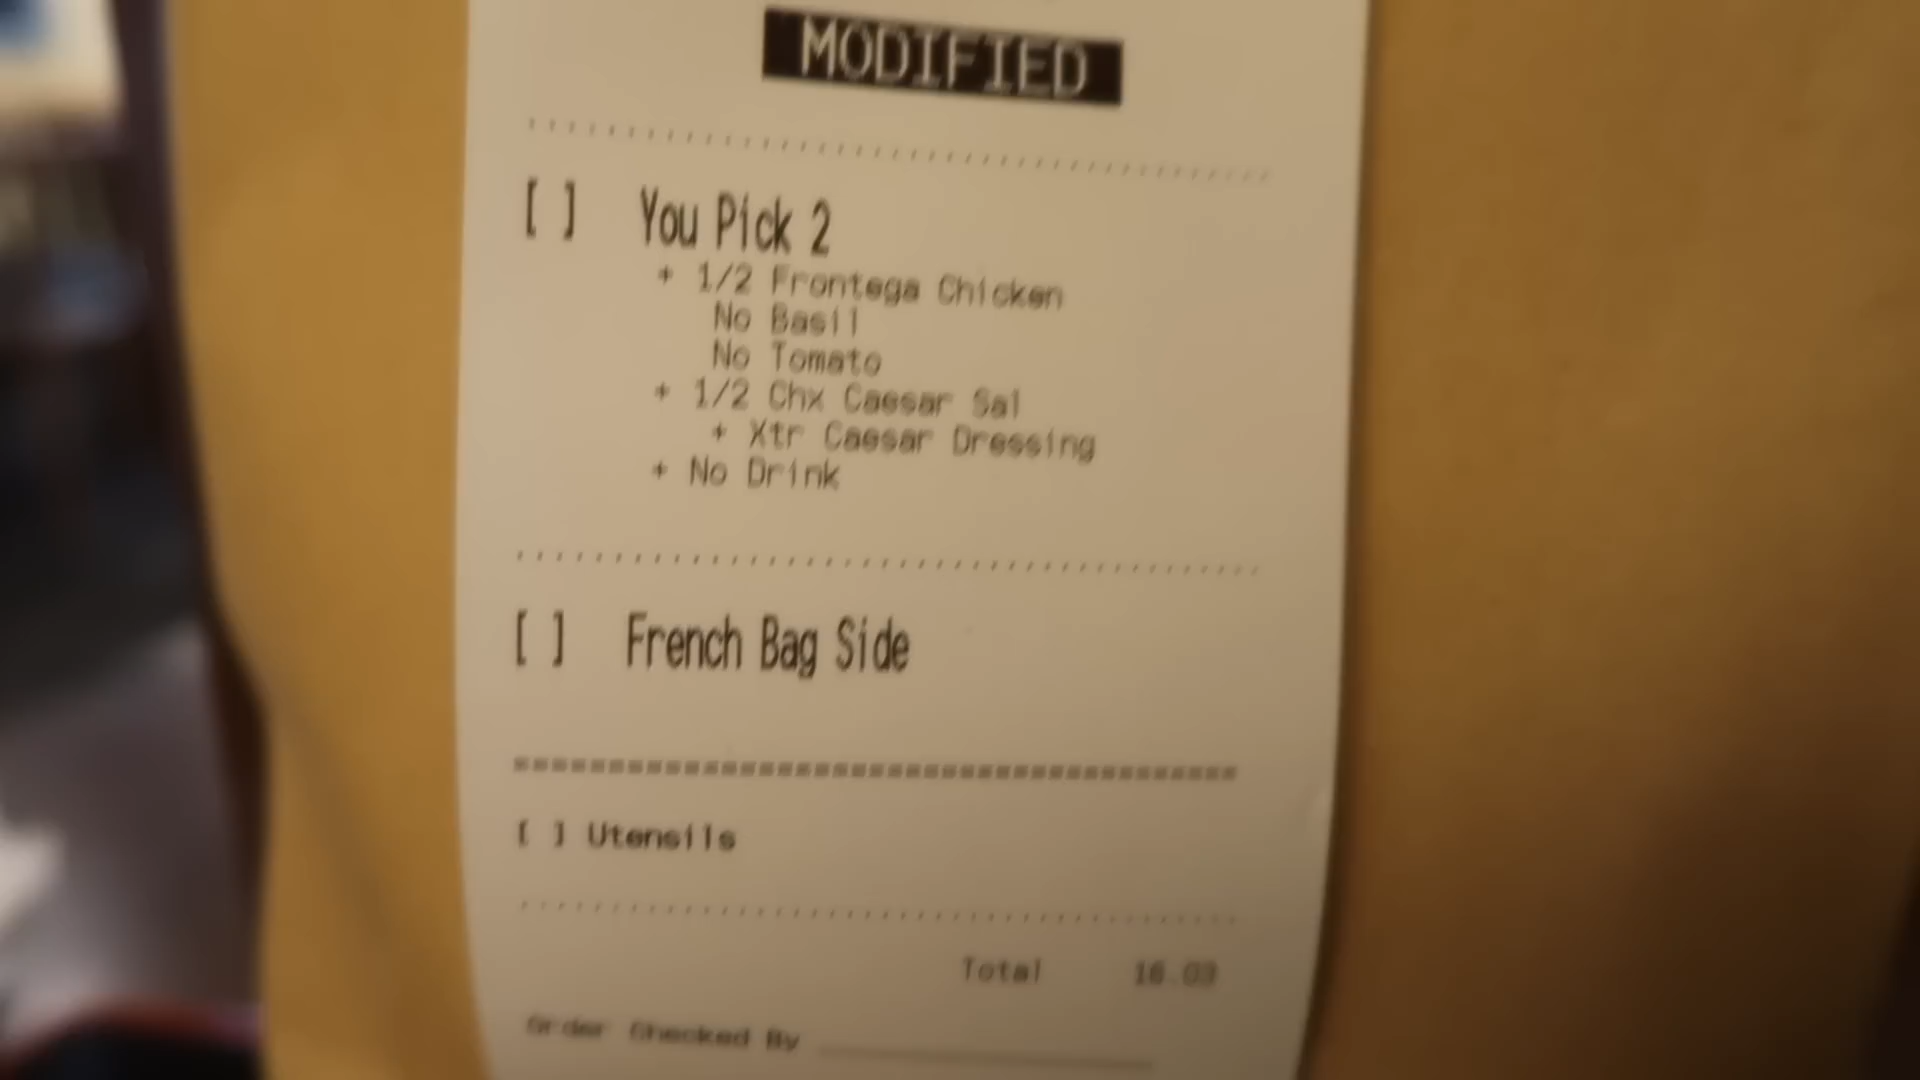 MODIFIED
[ ] You Pick 2
+ 1/2 Frontega Chicken
No Basil
No Tomato
+ 1/2 Chx Caesar Sal
+ Xtr Caesar Dressing
+ No Drink
[ ] French Bag Side
[ ] Utensils
Total 16.03
Order Checked By